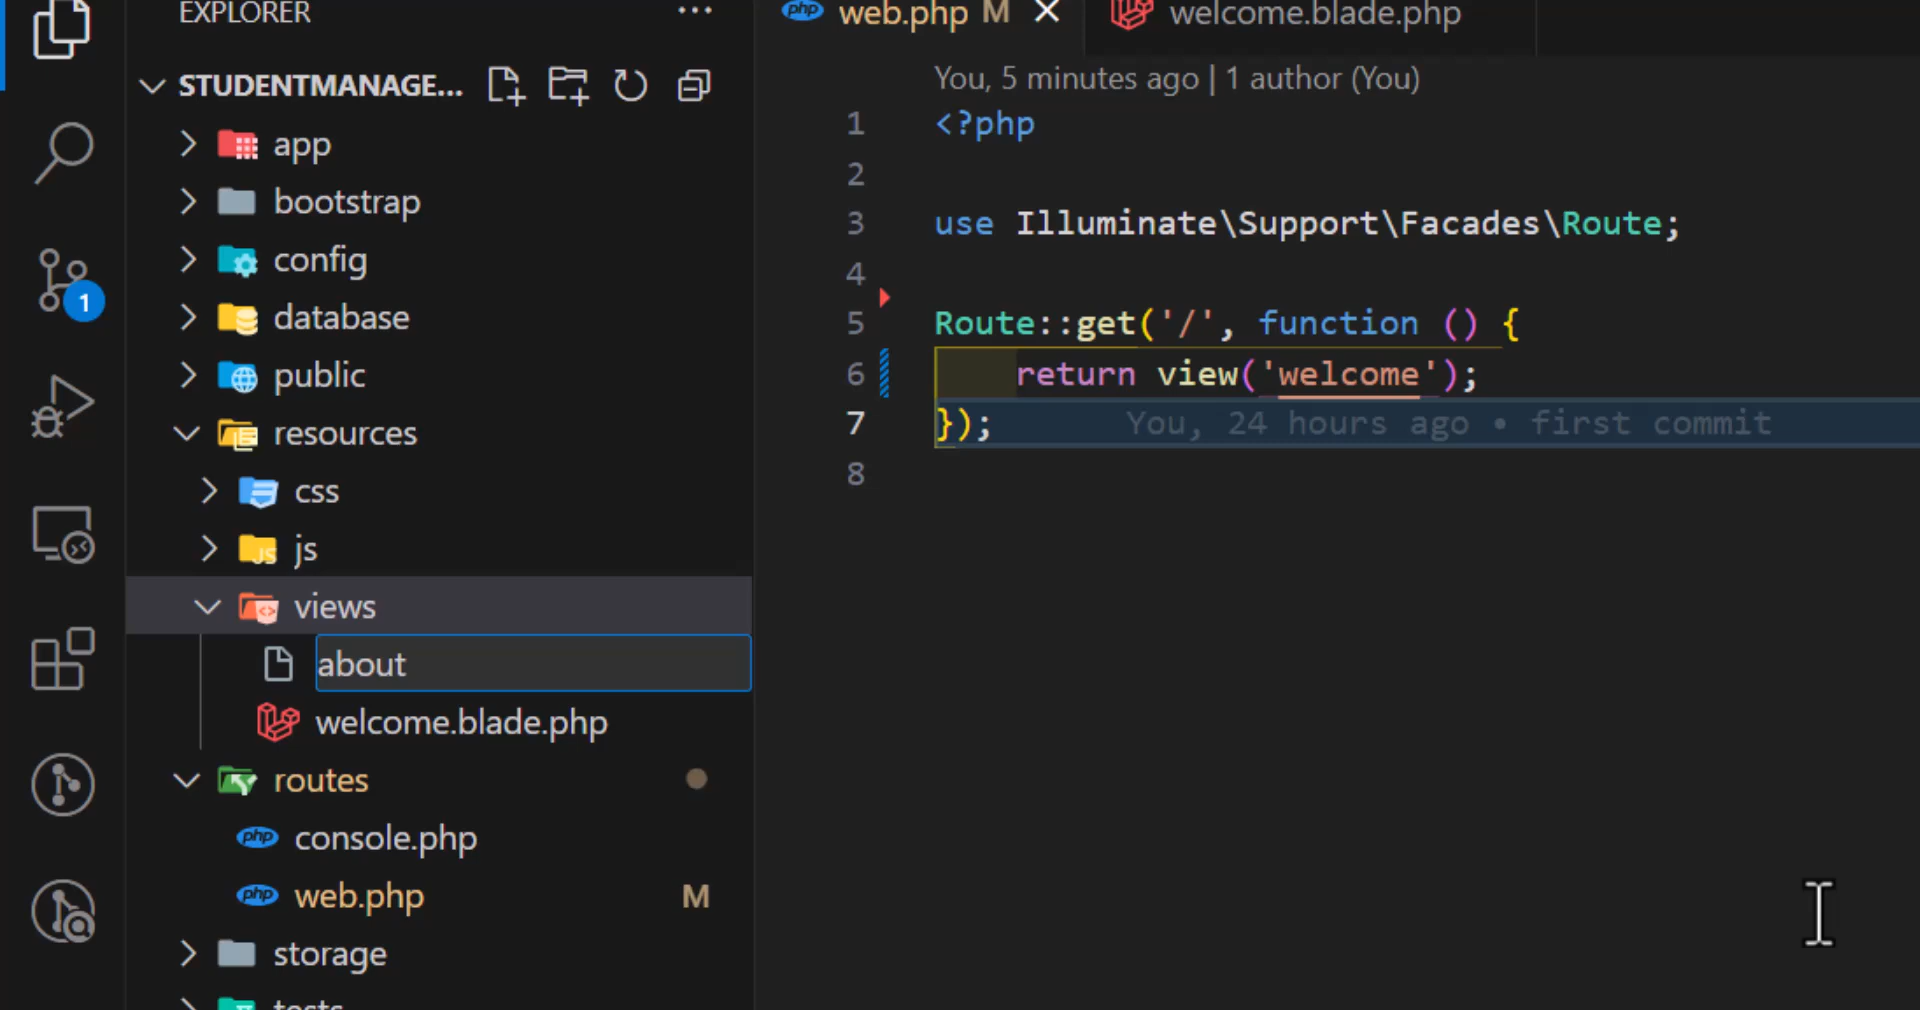 EXPLORER
STUDENTMANAGE...
app
bootstrap
config
database
public
resources
css
js
views
about
welcome.blade.php
routes
console.php
web.php M
storage
tests
1
php web.php M
welcome.blade.php
You, 5 minutes ago | 1 author (You)
1 <?php
2
3 use Illuminate\Support\Facades\Route;
4
5 Route::get('/', function () {
6 return view('welcome');
7 }); You, 24 hours ago • first commit
8